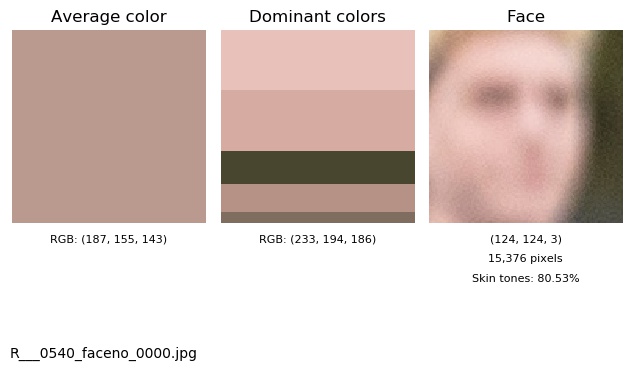 Average color
Dominant colors
Face
RGB: (187, 155, 143)
RGB: (233, 194, 186)
(124, 124, 3)
15,376 pixels
Skin tones: 80.53%
R___0540_faceno_0000.jpg